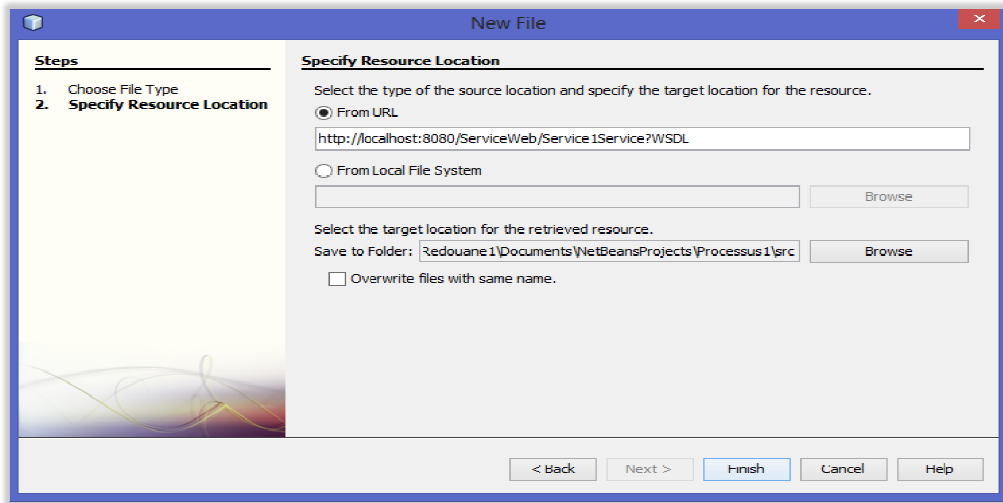 New File
Steps
1. Choose File Type
2. Specify Resource Location
Specify Resource Location
Select the type of the source location and specify the target location for the resource.
From URL
http://localhost:8080/ServiceWeb/Service1Service?WSDL
From Local File System
Browse
Select the target location for the retrieved resource.
Save to Folder: Redouane1\Documents\NetBeansProjects\Processus1\src Browse
Overwrite files with same name.
< Back Next > Finish Cancel Help